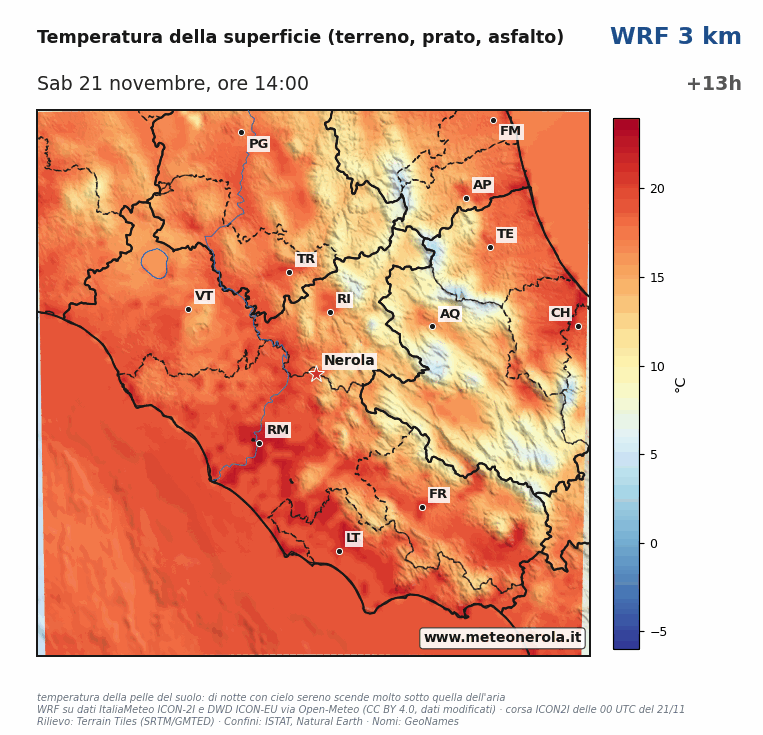 Temperatura della superficie (terreno, prato, asfalto)
WRF 3 km
Sab 21 novembre, ore 14:00
+13h
FM
PG
AP
TE
TR
RI
VT
AQ
CH
Nerola
RM
FR
LT
20
15
10
5
0
−5
°C
www.meteonerola.it
temperatura della pelle del suolo: di notte con cielo sereno scende molto sotto quella dell'aria
WRF su dati ItaliaMeteo ICON-2I e DWD ICON-EU via Open-Meteo (CC BY 4.0, dati modificati) · corsa ICON2I delle 00 UTC del 21/11
Rilievo: Terrain Tiles (SRTM/GMTED) · Confini: ISTAT, Natural Earth · Nomi: GeoNames